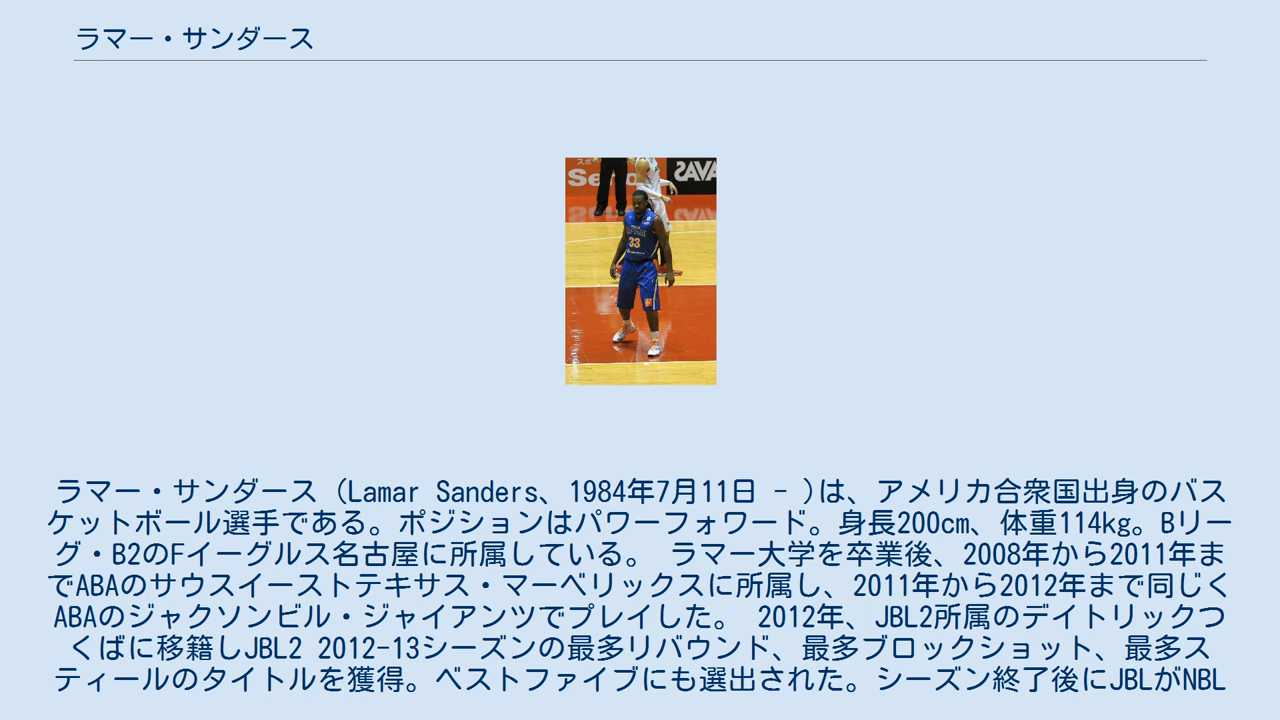 ラマー・サンダース
スポ
Se
SAVA
33
ラマー・サンダース（Lamar Sanders、1984年7月11日 - )は、アメリカ合衆国出身のバス
ケットボール選手である。ポジションはパワーフォワード。身長200cm、体重114kg。Bリー
グ・B2のFイーグルス名古屋に所属している。 ラマー大学を卒業後、2008年から2011年ま
でABAのサウスイーストテキサス・マーベリックスに所属し、2011年から2012年まで同じく
ABAのジャクソンビル・ジャイアンツでプレイした。 2012年、JBL2所属のデイトリックつ
くばに移籍しJBL2 2012-13シーズンの最多リバウンド、最多ブロックショット、最多ス
ティールのタイトルを獲得。ベストファイブにも選出された。シーズン終了後にJBLがNBL